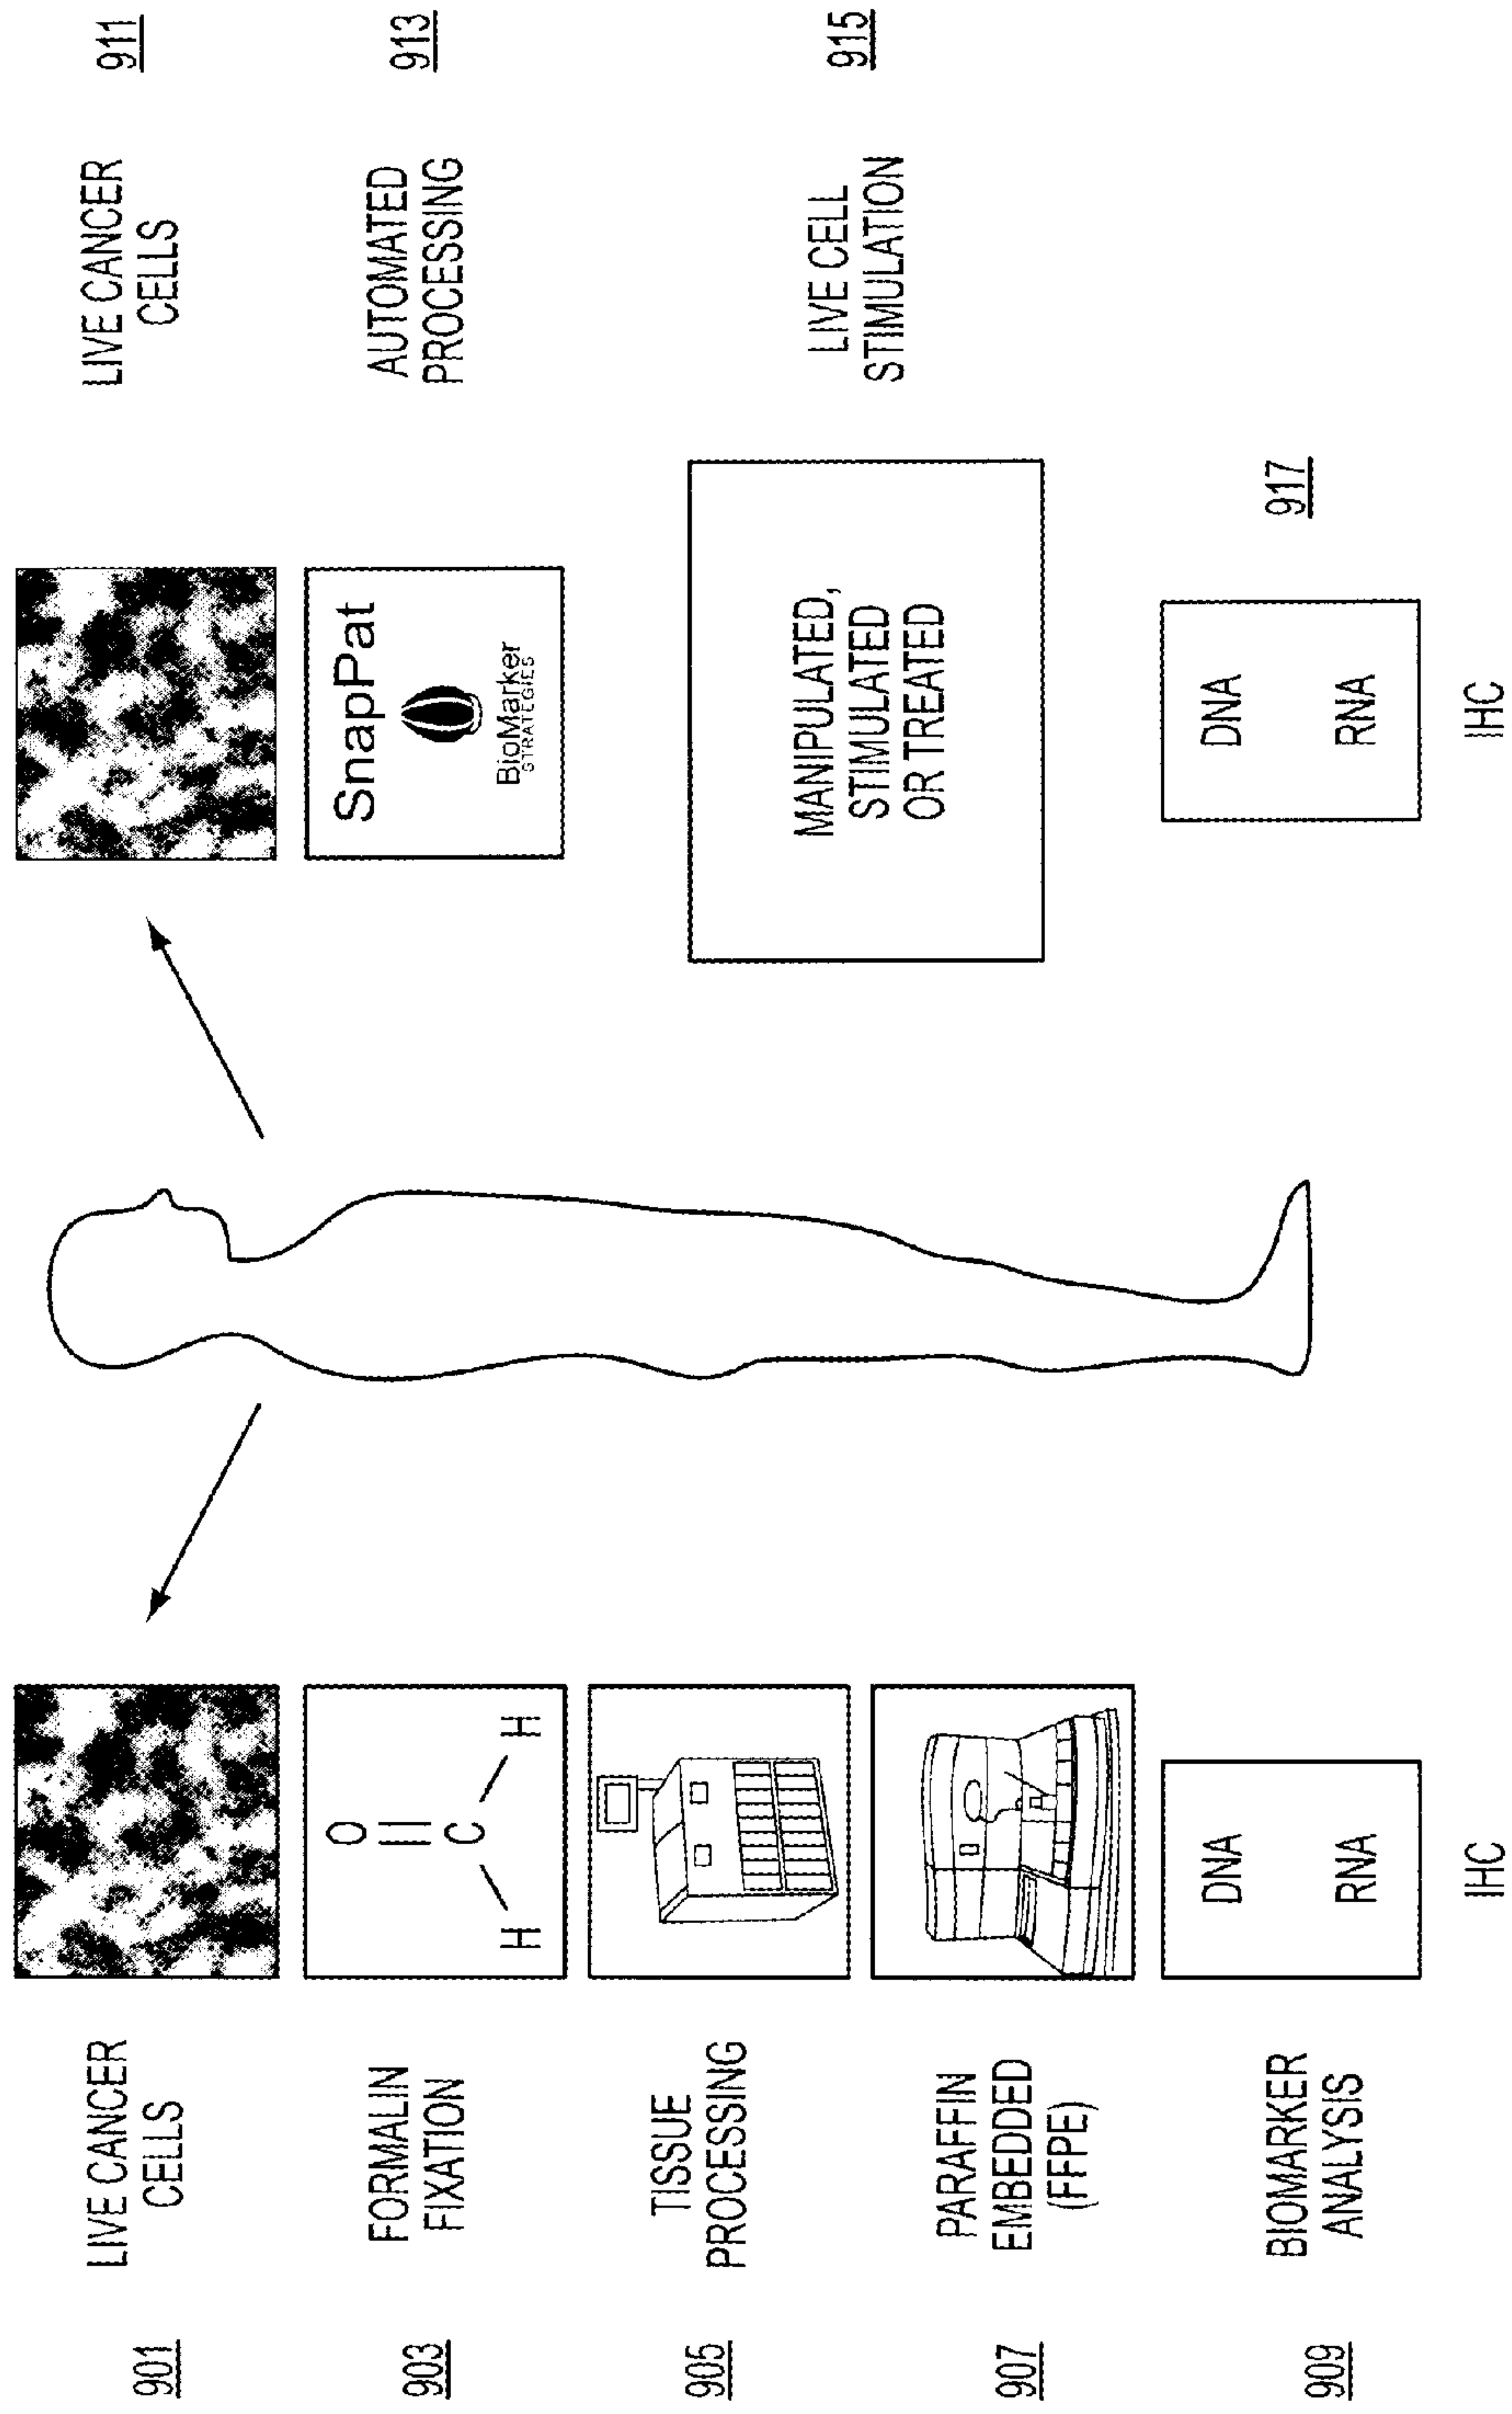 901
LIVE CANCER
CELLS
903
FORMALIN
FIXATION
O
C
H
H
905
TISSUE
PROCESSING
907
PARAFFIN
EMBEDDED
(FFPE)
909
BIOMARKER
ANALYSIS
DNA
RNA
IHC
LIVE CANCER
CELLS
911
SnapPat
BioMarker
STRATEGIES
AUTOMATED
PROCESSING
913
MANIPULATED,
STIMULATED
OR TREATED
LIVE CELL
STIMULATION
915
DNA
RNA
IHC
917